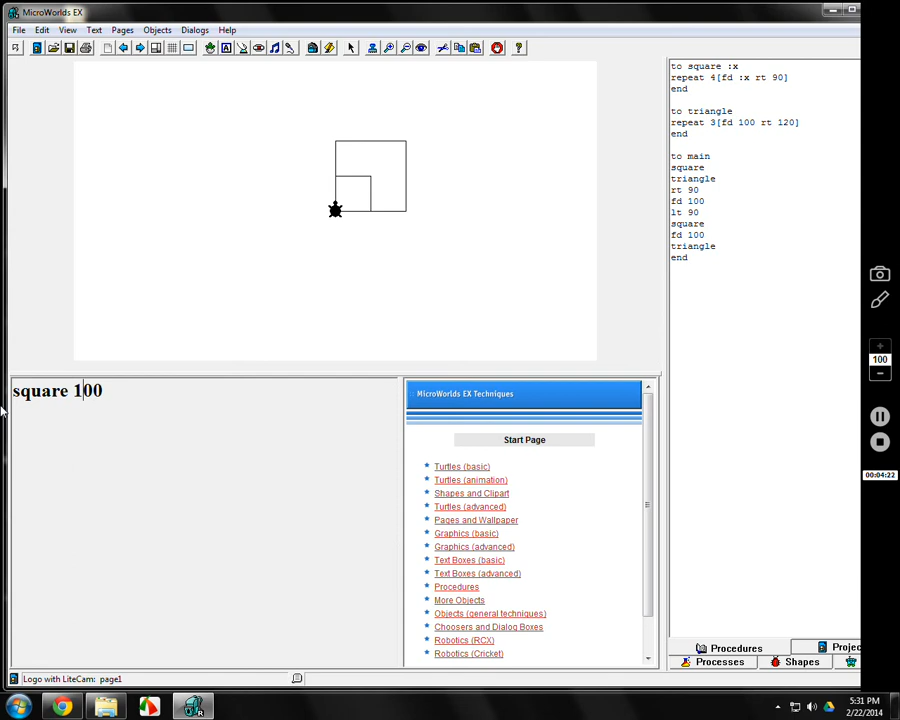 MicroWorlds EX
File Edit View Text Pages Objects Dialogs Help
to square :x
repeat 4[fd :x rt 90]
end
to triangle
repeat 3[fd 100 rt 120]
end
to main
square
triangle
rt 90
fd 100
lt 90
square
fd 100
triangle
end
square 100
MicroWorlds EX Techniques
Start Page
Turtles (basic)
Turtles (animation)
Shapes and Clipart
Turtles (advanced)
Pages and Wallpaper
Graphics (basic)
Graphics (advanced)
Text Boxes (basic)
Text Boxes (advanced)
Procedures
More Objects
Objects (general techniques)
Choosers and Dialog Boxes
Robotics (RCX)
Robotics (Cricket)
Procedures Projec
Processes Shapes
Logo with LiteCam: page1
100
00:04:22
5:31 PM
2/22/2014